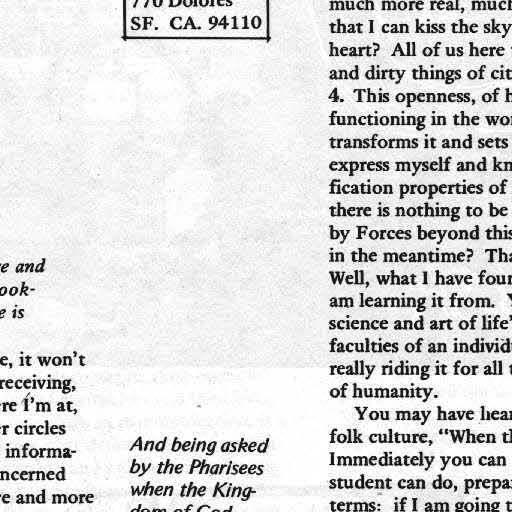 770 Dolores
SF. CA. 94110
e and
ook-
e is
e, it won't
receiving,
re I'm at,
r circles
informa-
ncerned
re and more
And being asked
by the Pharisees
when the King-
dom of God
much more real, much
that I can kiss the sky
heart? All of us here
and dirty things of cit
4. This openness, of h
functioning in the wor
transforms it and sets
express myself and kn
fication properties of
there is nothing to be
by Forces beyond this
in the meantime? Tha
Well, what I have four
am learning it from. Y
science and art of life'
faculties of an individ
really riding it for all t
of humanity.
You may have hear
folk culture, "When th
Immediately you can
student can do, prepa
terms: if I am going t